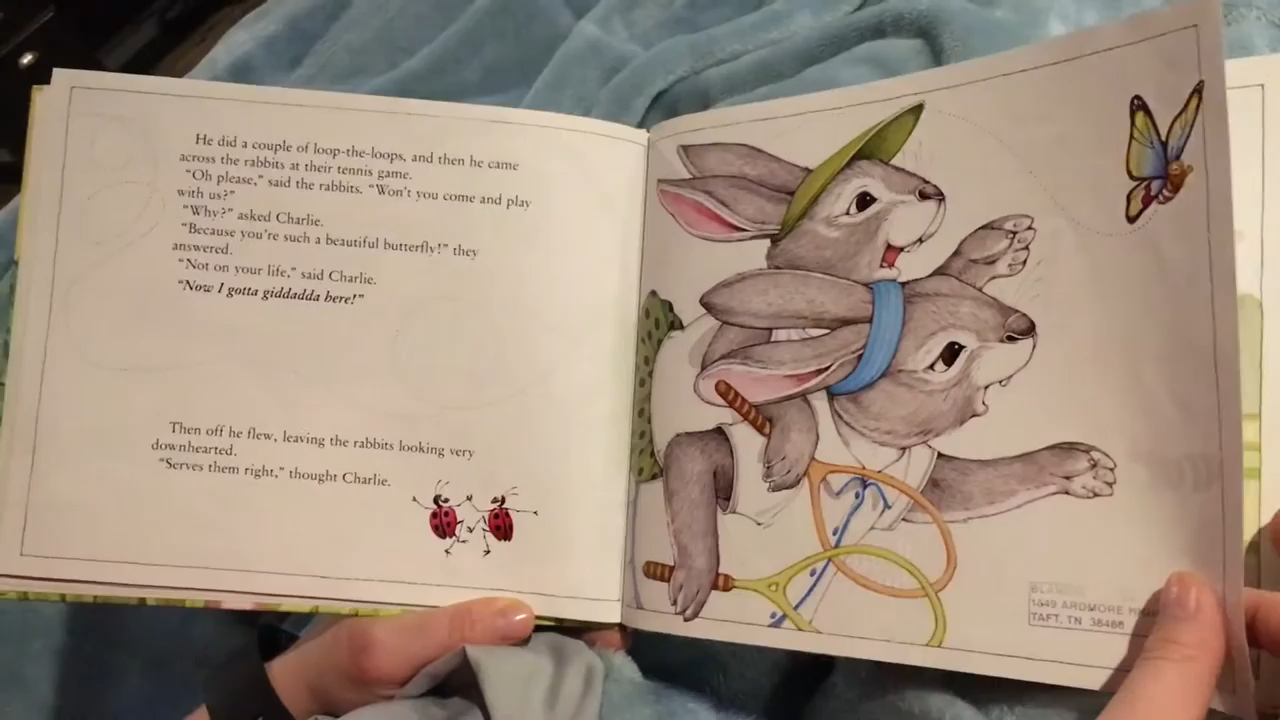 He did a couple of loop-the-loops, and then he came
across the rabbits at their tennis game.
“Oh please,” said the rabbits. “Won't you come and play
with us?”
“Why?” asked Charlie.
“Because you're such a beautiful butterfly!” they
answered.
“Not on your life,” said Charlie.
“Now I gotta giddadda here!”
Then off he flew, leaving the rabbits looking very
downhearted.
“Serves them right,” thought Charlie.
1549 ARDMORE
TAFT, TN 38488